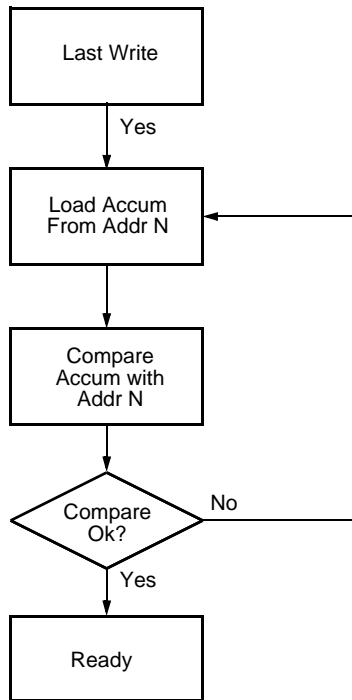 Last Write
Yes
Load Accum
From Addr N
Compare
Accum with
Addr N
Compare
Ok?
No
Yes
Ready